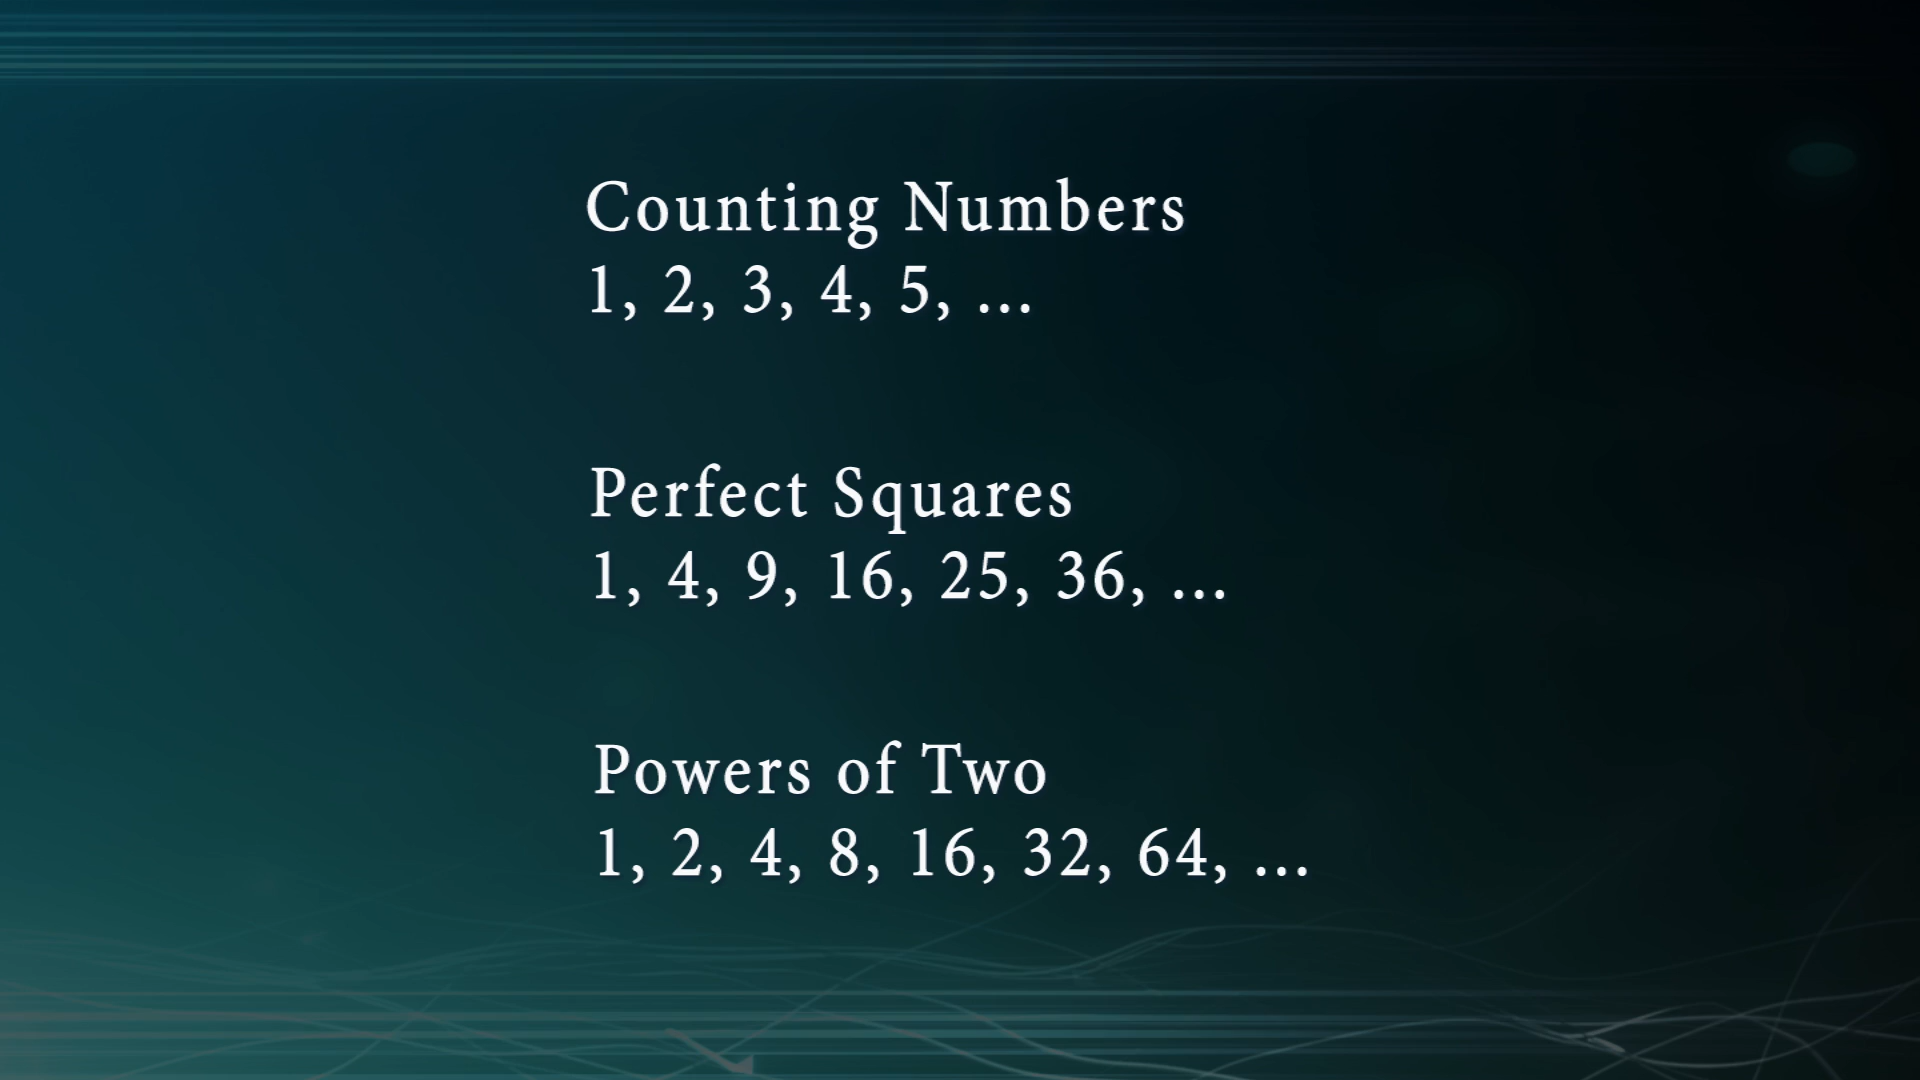 Counting Numbers
1, 2, 3, 4, 5, ...
Perfect Squares
1, 4, 9, 16, 25, 36, ...
Powers of Two
1, 2, 4, 8, 16, 32, 64, ...